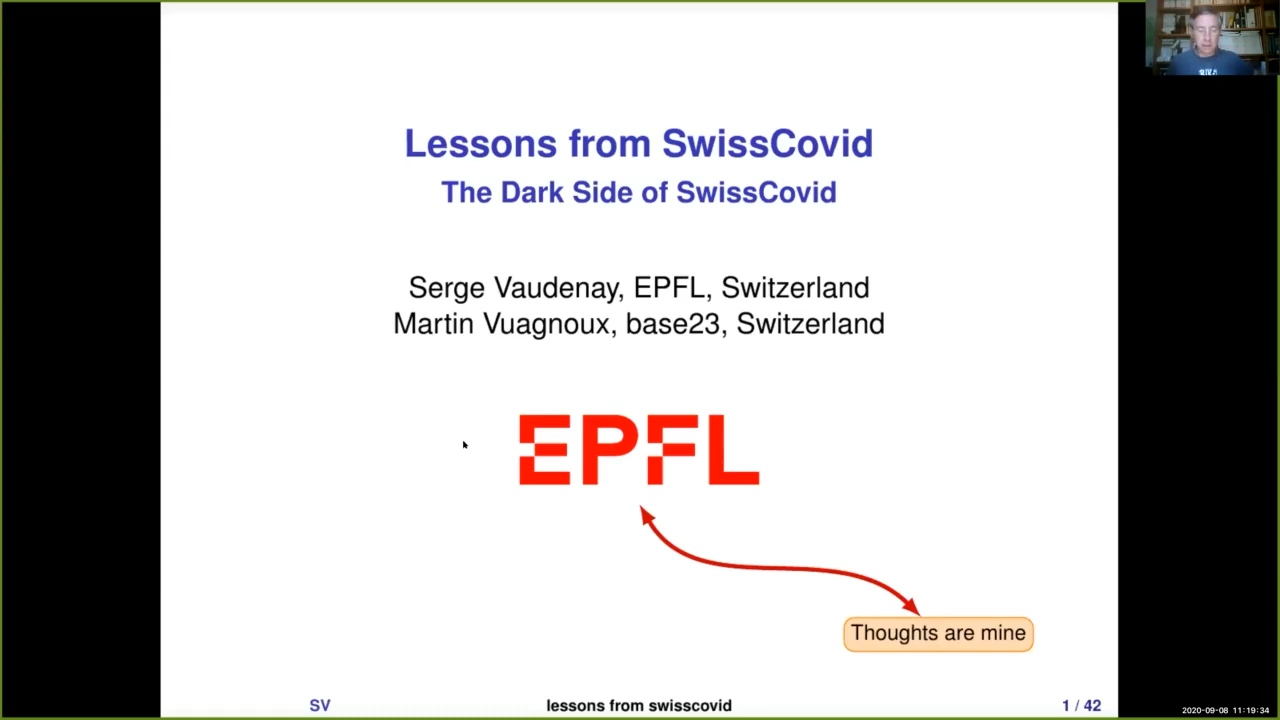 Lessons from SwissCovid
The Dark Side of SwissCovid
Serge Vaudenay, EPFL, Switzerland
Martin Vuagnoux, base23, Switzerland
EPFL
Thoughts are mine
SV
lessons from swisscovid
1 / 42
2020-09-08 11:19:34